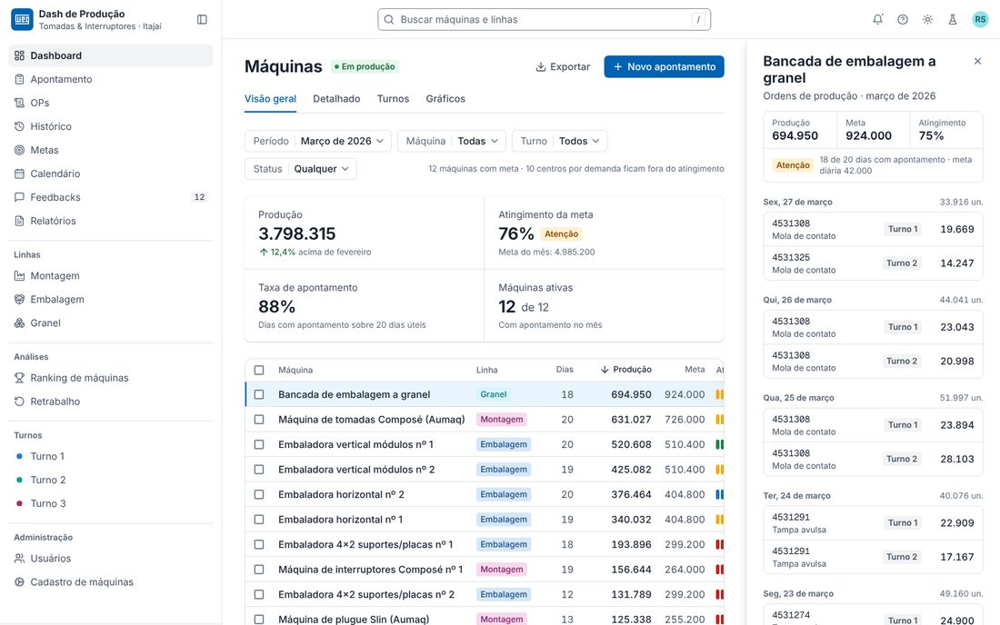 weg
Dash de Produção
Tomadas & Interruptores · Itajaí
Dashboard
Apontamento
OPs
Histórico
Metas
Calendário
Feedbacks 12
Relatórios
Linhas
Montagem
Embalagem
Granel
Análises
Ranking de máquinas
Retrabalho
Turnos
Turno 1
Turno 2
Turno 3
Administração
Usuários
Cadastro de máquinas
Buscar máquinas e linhas /
RS
Máquinas Em produção Exportar + Novo apontamento
Visão geral Detalhado Turnos Gráficos
Período Março de 2026 Máquina Todas Turno Todos
Status Qualquer 12 máquinas com meta · 10 centros por demanda ficam fora do atingimento
Produção
3.798.315
↑ 12,4% acima de fevereiro
Atingimento da meta
76% Atenção
Meta do mês: 4.985.200
Taxa de apontamento
88%
Dias com apontamento sobre 20 dias úteis
Máquinas ativas
12 de 12
Com apontamento no mês
Máquina Linha Dias ↓ Produção Meta At
Bancada de embalagem a granel Granel 18 694.950 924.000
Máquina de tomadas Composé (Aumaq) Montagem 20 631.027 726.000
Embaladora vertical módulos nº 1 Embalagem 20 520.608 510.400
Embaladora vertical módulos nº 2 Embalagem 19 425.082 510.400
Embaladora horizontal nº 2 Embalagem 20 376.464 404.800
Embaladora horizontal nº 1 Embalagem 19 340.032 404.800
Embaladora 4×2 suportes/placas nº 1 Embalagem 18 193.896 299.200
Máquina de interruptores Composé nº 1 Montagem 19 156.644 264.000
Embaladora 4×2 suportes/placas nº 2 Embalagem 12 131.789 299.200
Máquina de plugue Slin (Aumaq) Montagem 13 125.338 255.200
Bancada de embalagem a
granel
Ordens de produção · março de 2026
Produção
694.950
Meta
924.000
Atingimento
75%
Atenção 18 de 20 dias com apontamento · meta
diária 42.000
Sex, 27 de março 33.916 un.
4531308
Mola de contato Turno 1 19.669
4531325
Mola de contato Turno 2 14.247
Qui, 26 de março 44.041 un.
4531308
Mola de contato Turno 1 23.043
4531308
Mola de contato Turno 2 20.998
Qua, 25 de março 51.997 un.
4531308
Mola de contato Turno 1 23.894
4531308
Mola de contato Turno 2 28.103
Ter, 24 de março 40.076 un.
4531291
Tampa avulsa Turno 1 22.909
4531291
Tampa avulsa Turno 2 17.167
Seg, 23 de março 49.160 un.
4531274
Turno 1 24.900